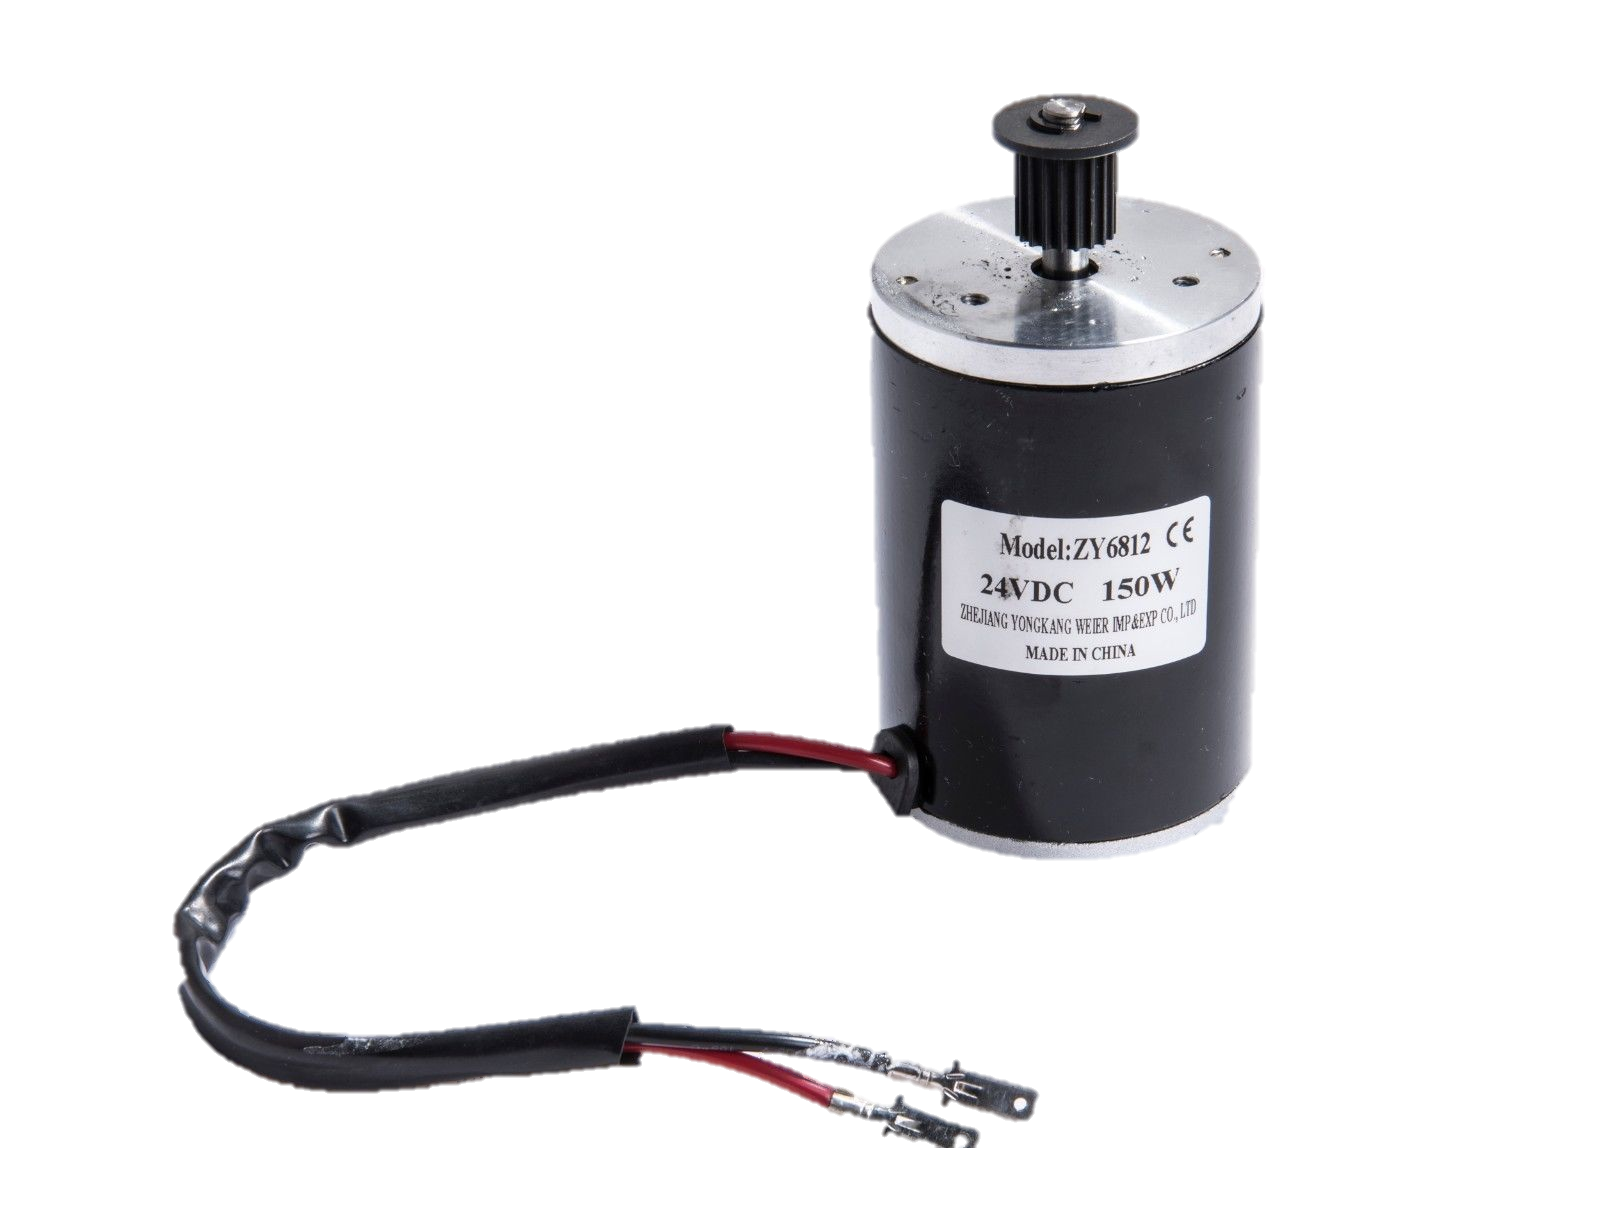 Model:ZY6812 CE
24VDC 150W
ZHEJIANG YONGKANG WEIER IMP&EXP CO., LTD
MADE IN CHINA